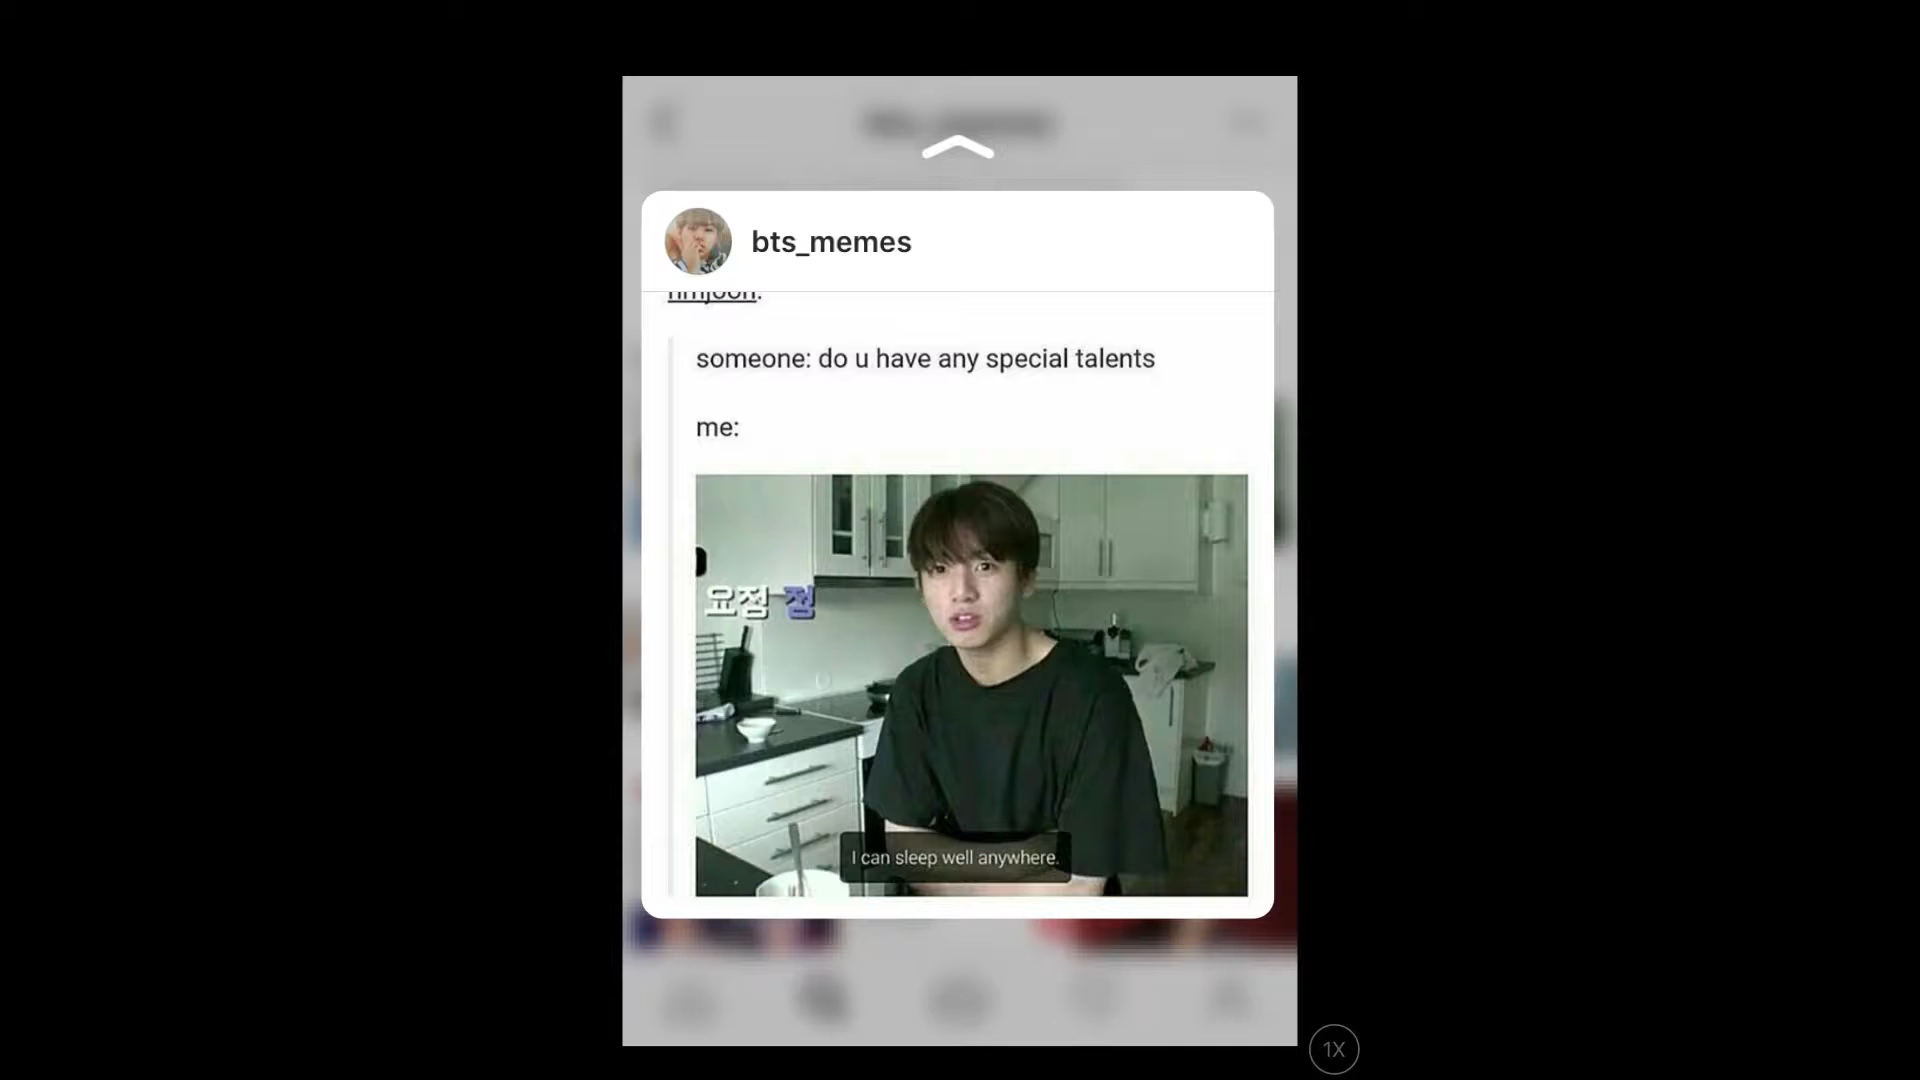 bts_memes
someone: do u have any special talents
me:
요정 정
I can sleep well anywhere.
1X